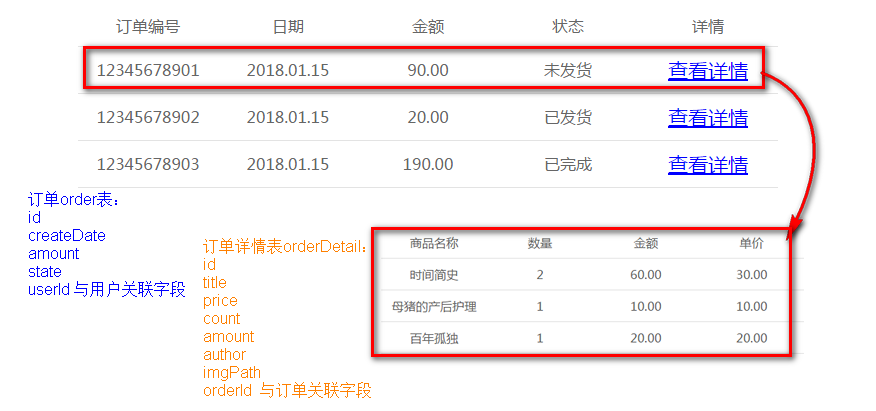 订单编号 日期 金额 状态 详情
12345678901 2018.01.15 90.00 未发货 查看详情
12345678902 2018.01.15 20.00 已发货 查看详情
12345678903 2018.01.15 190.00 已完成 查看详情
订单order表:
id
createDate
amount
state
userId 与用户关联字段
订单详情表orderDetail:
id
title
price
count
amount
author
imgPath
orderId 与订单关联字段
商品名称 数量 金额 单价
时间简史 2 60.00 30.00
母猪的产后护理 1 10.00 10.00
百年孤独 1 20.00 20.00